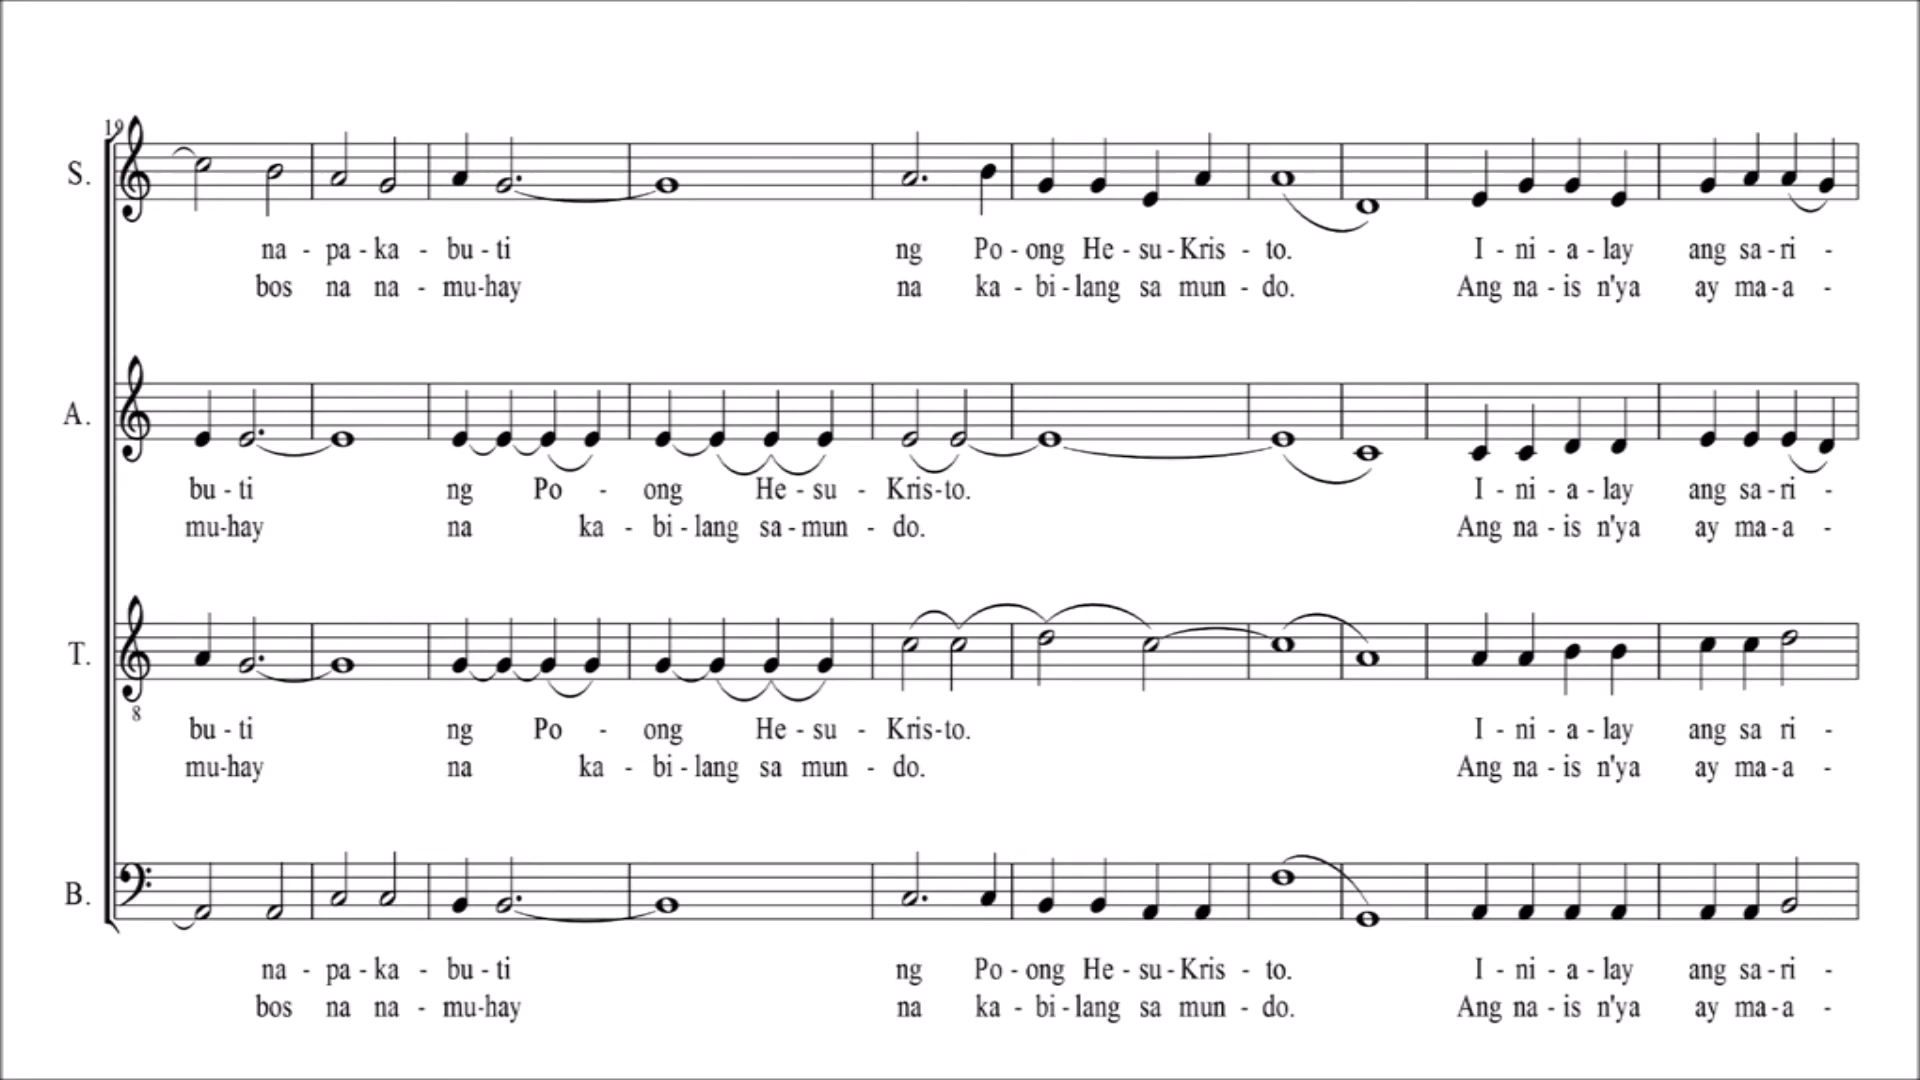 19
S.
na - pa - ka - bu - ti ng Po - ong He - su - Kris - to. I - ni - a - lay ang sa - ri -
bos na na - mu-hay na ka - bi - lang sa mun - do. Ang na - is n'ya ay ma - a -
A.
bu - ti ng Po - ong He - su - Kris-to. I - ni - a - lay ang sa - ri -
mu-hay na ka - bi - lang sa - mun - do. Ang na - is n'ya ay ma - a -
T.
8
bu - ti ng Po - ong He - su - Kris-to. I - ni - a - lay ang sa ri -
mu-hay na ka - bi - lang sa mun - do. Ang na - is n'ya ay ma - a -
B.
na - pa - ka - bu - ti ng Po - ong He - su - Kris - to. I - ni - a - lay ang sa - ri -
bos na na - mu-hay na ka - bi - lang sa mun - do. Ang na - is n'ya ay ma - a -